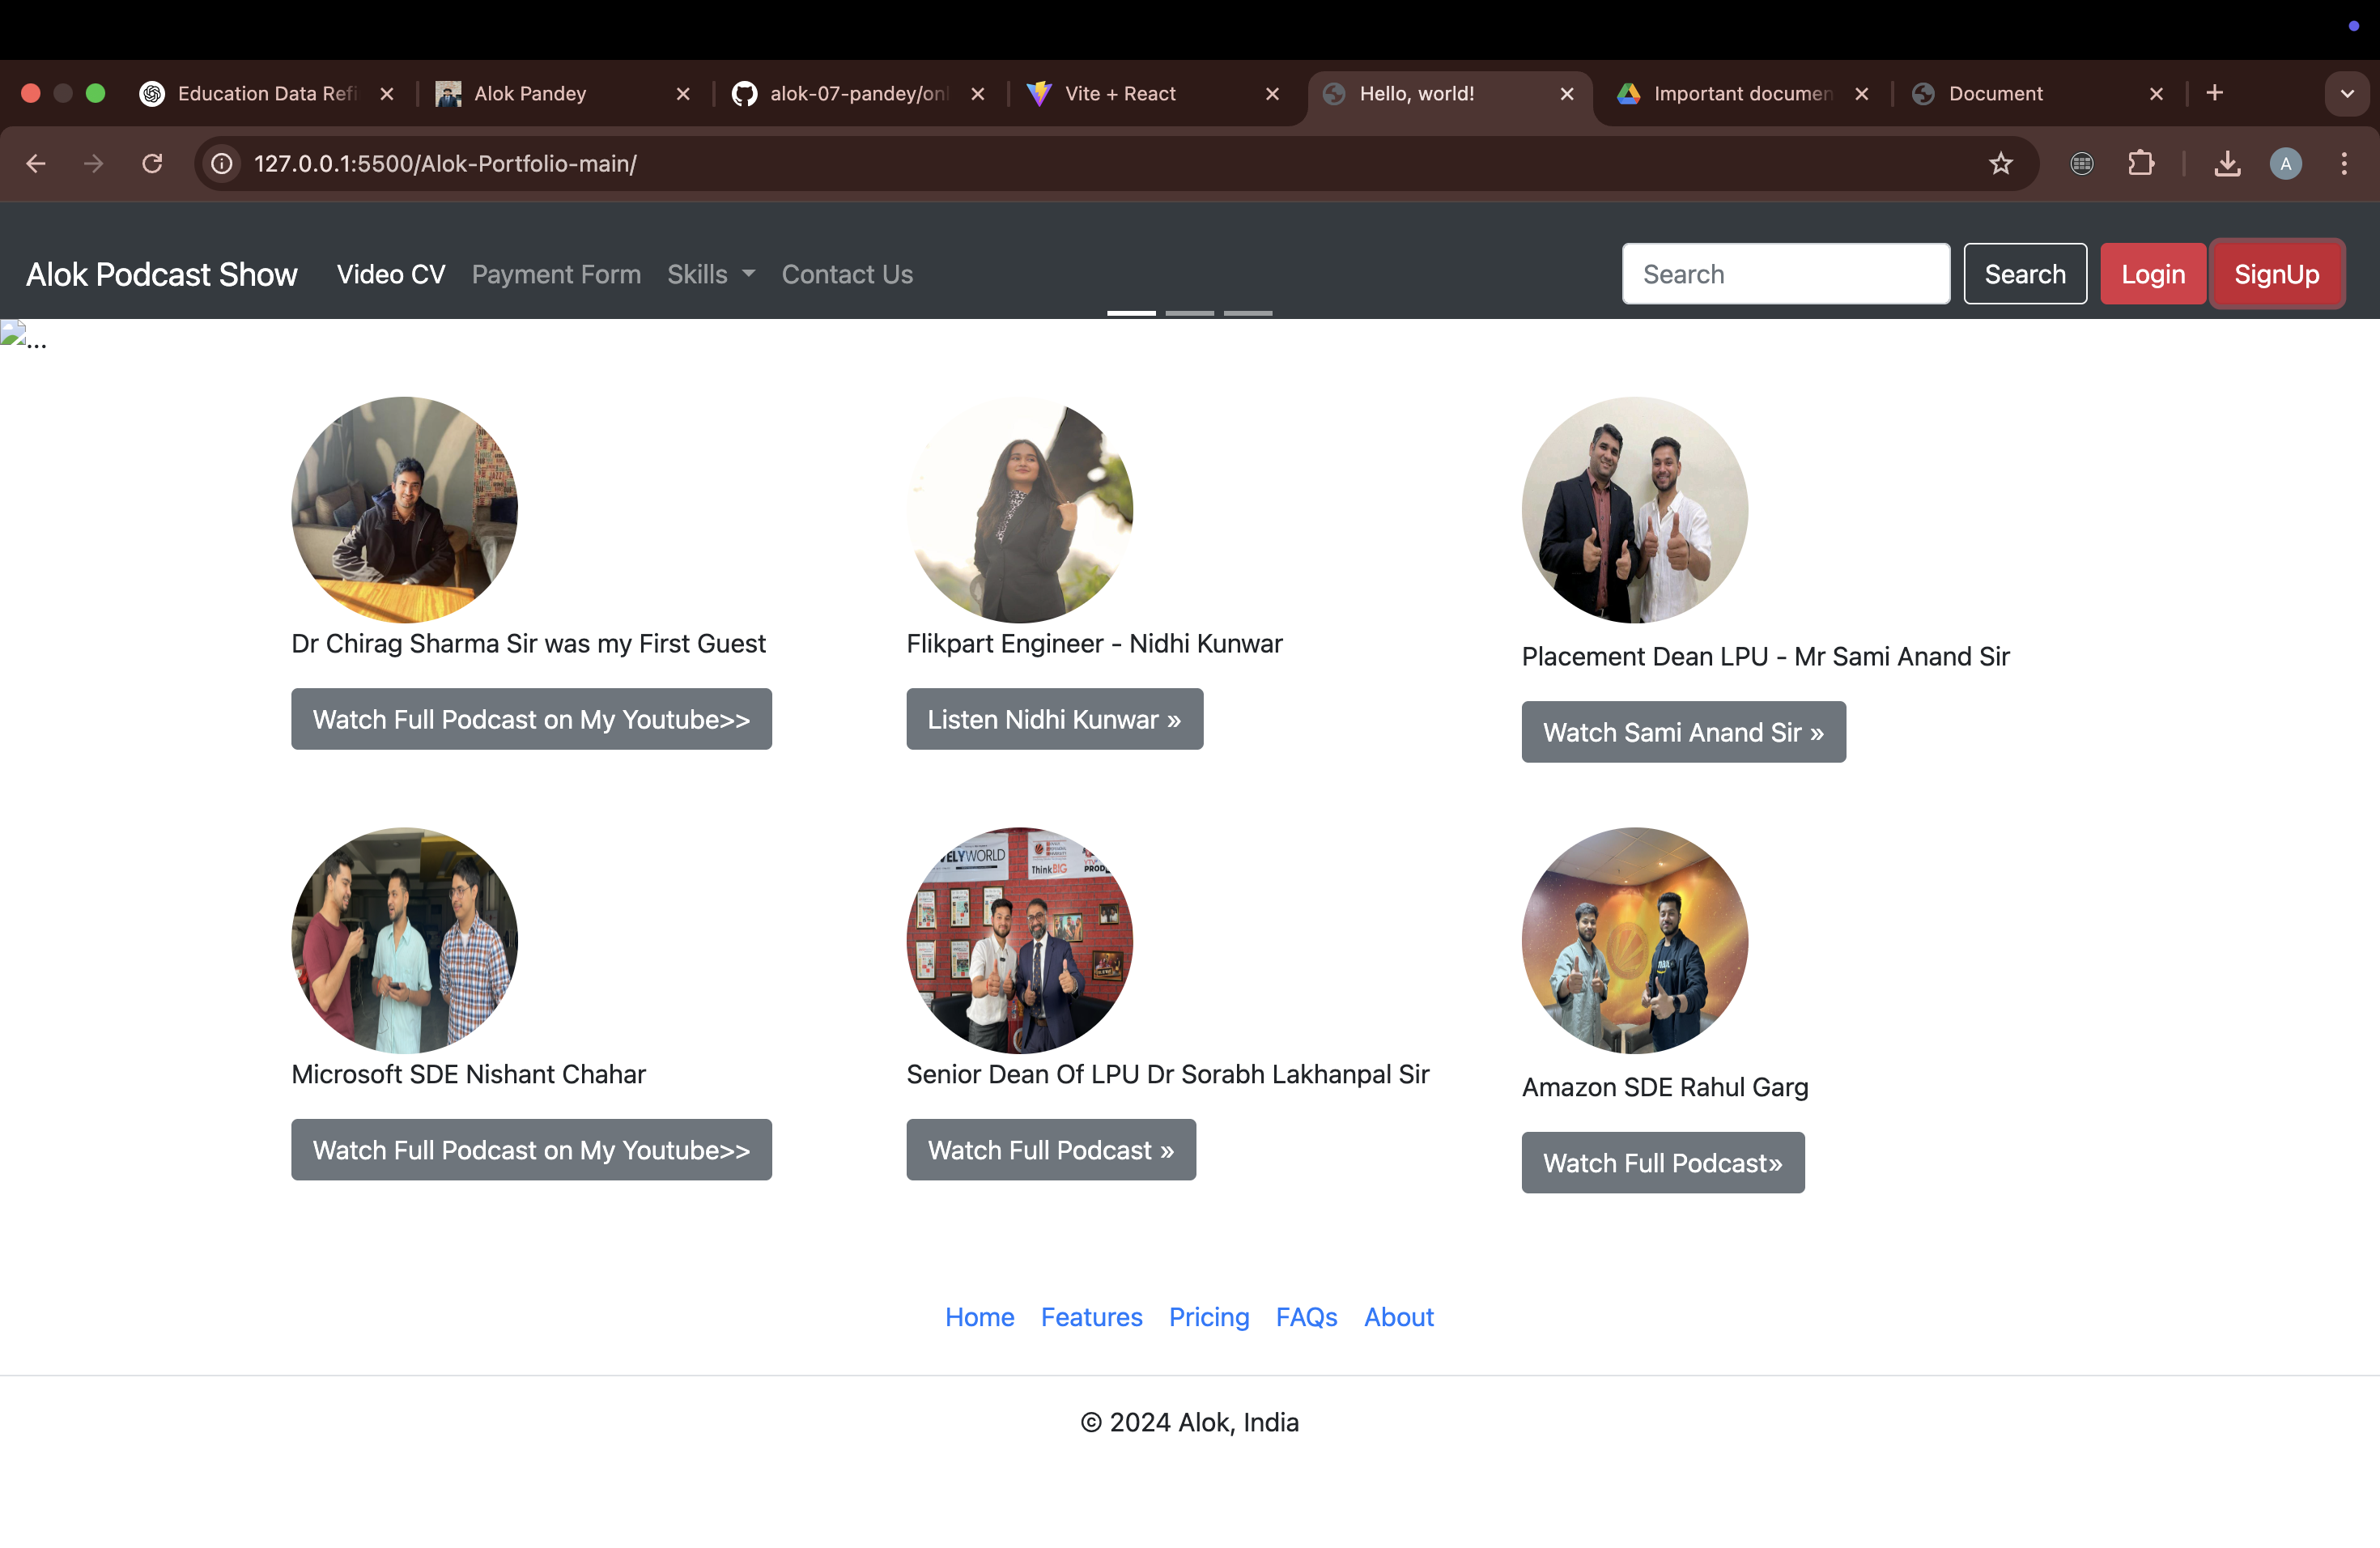 Education Data Refi
Alok Pandey
alok-07-pandey/onl
Vite + React
Hello, world!
Important documen
Document
127.0.0.1:5500/Alok-Portfolio-main/
A
Alok Podcast Show
Video CV
Payment Form
Skills
Contact Us
Search
Search
Login
SignUp
...
Dr Chirag Sharma Sir was my First Guest
Watch Full Podcast on My Youtube>>
Flikpart Engineer - Nidhi Kunwar
Listen Nidhi Kunwar »
Placement Dean LPU - Mr Sami Anand Sir
Watch Sami Anand Sir »
Microsoft SDE Nishant Chahar
Watch Full Podcast on My Youtube>>
VELYWORLD
ThinkBIG
Senior Dean Of LPU Dr Sorabh Lakhanpal Sir
Watch Full Podcast »
Amazon SDE Rahul Garg
Watch Full Podcast»
Home
Features
Pricing
FAQs
About
© 2024 Alok, India